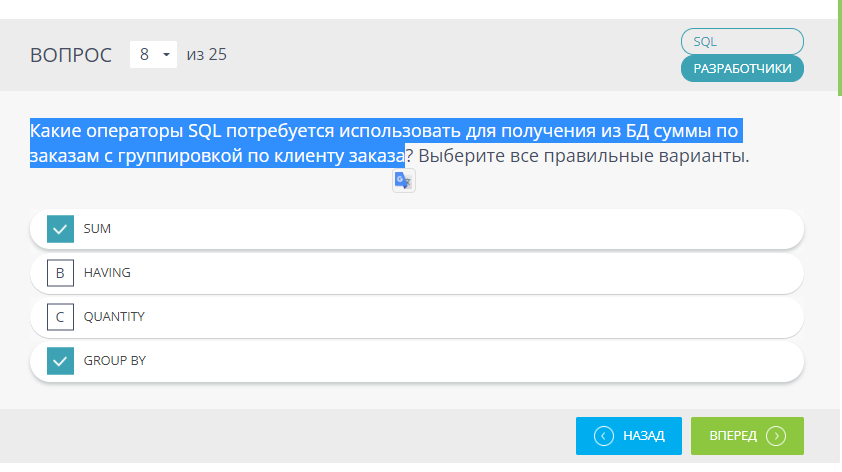 ВОПРОС 8 из 25
SQL
РАЗРАБОТЧИКИ
Какие операторы SQL потребуется использовать для получения из БД суммы по
заказам с группировкой по клиенту заказа? Выберите все правильные варианты.
SUM
B HAVING
C QUANTITY
GROUP BY
НАЗАД
ВПЕРЕД